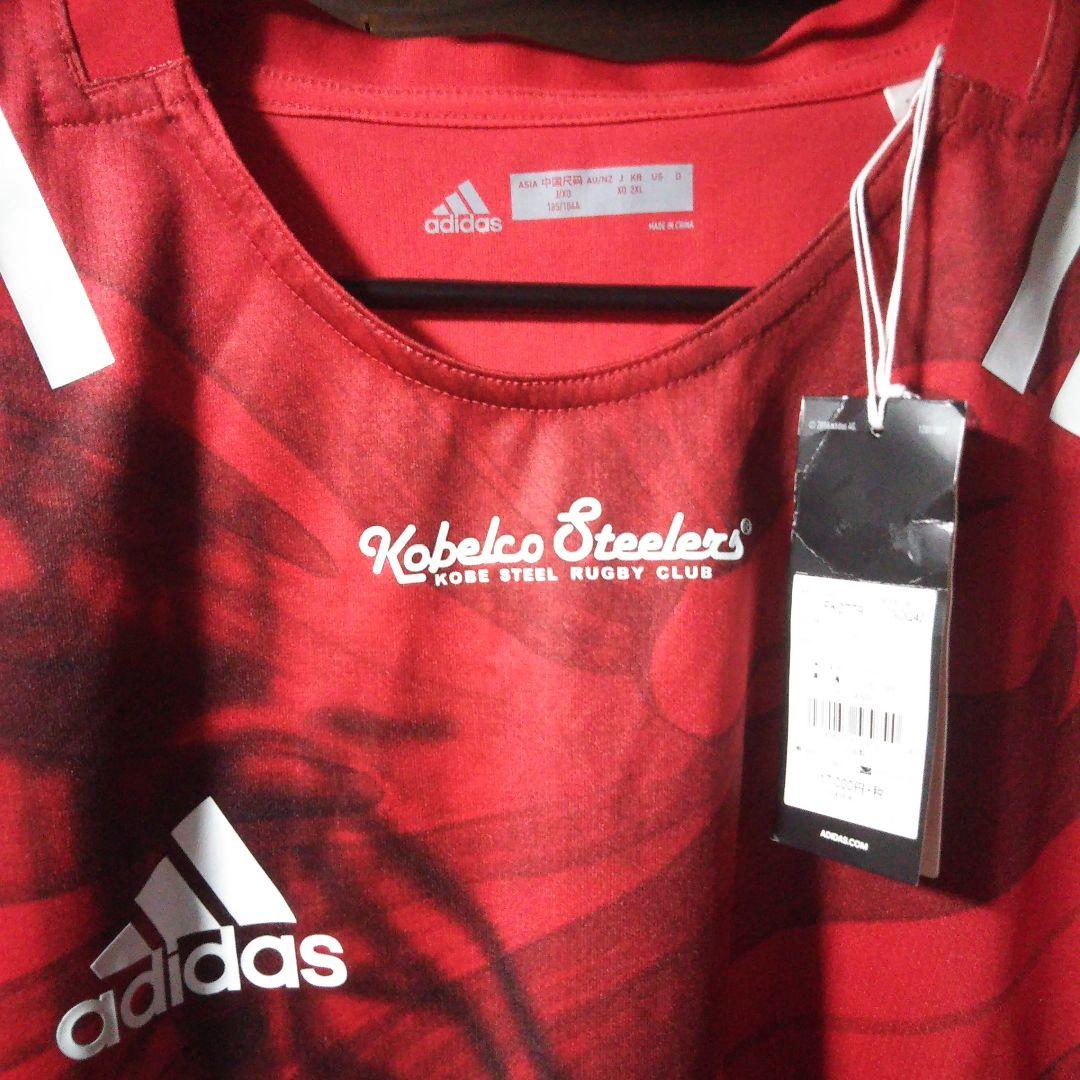 ASIA 中国尺码 AU/NZ J KR US D
J/XO XO 2XL
185/104A
adidas
MADE IN CHINA
Kobelco Steelers®
KOBE STEEL RUGBY CLUB
ADIDAS.COM
adidas